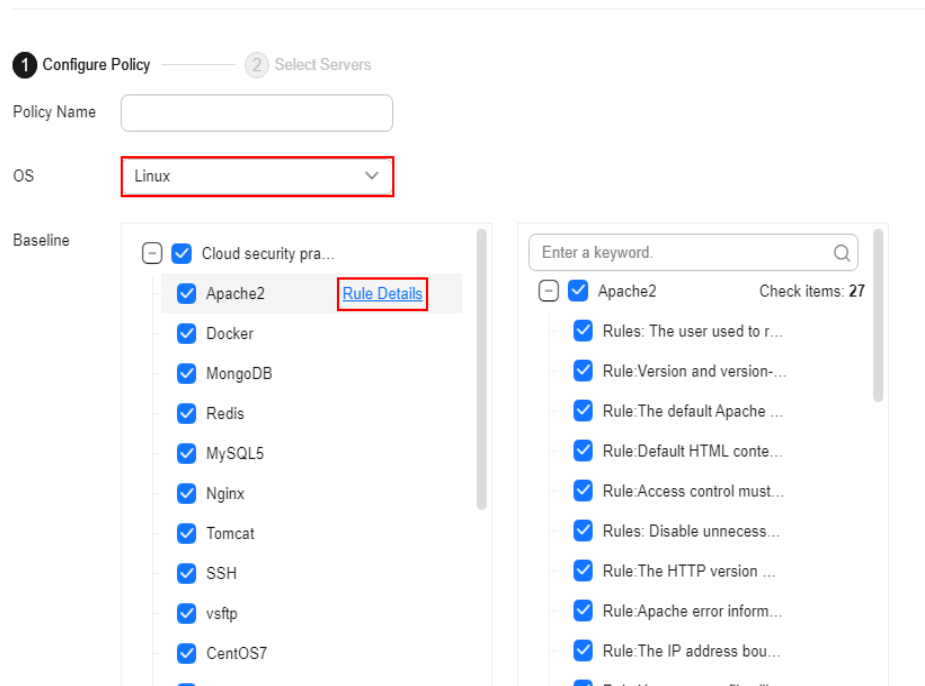 1 Configure Policy 2 Select Servers
Policy Name
OS Linux
Baseline
Cloud security pra...
Apache2 Rule Details
Docker
MongoDB
Redis
MySQL5
Nginx
Tomcat
SSH
vsftp
CentOS7
Enter a keyword.
Apache2 Check items: 27
Rules: The user used to r...
Rule:Version and version-...
Rule:The default Apache ...
Rule:Default HTML conte...
Rule:Access control must...
Rules: Disable unnecess...
Rule:The HTTP version ...
Rule:Apache error inform...
Rule:The IP address bou...